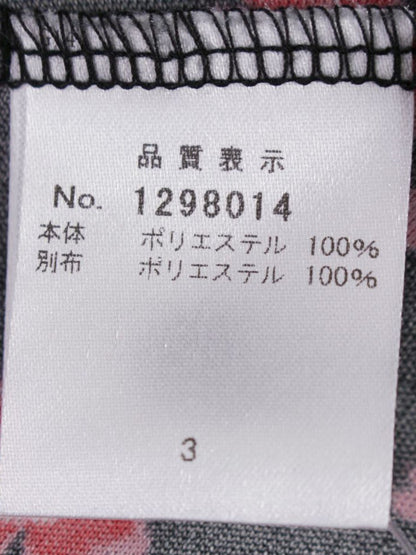 品質表示
No. 1298014
本体 ポリエステル 100%
別布 ポリエステル 100%
3